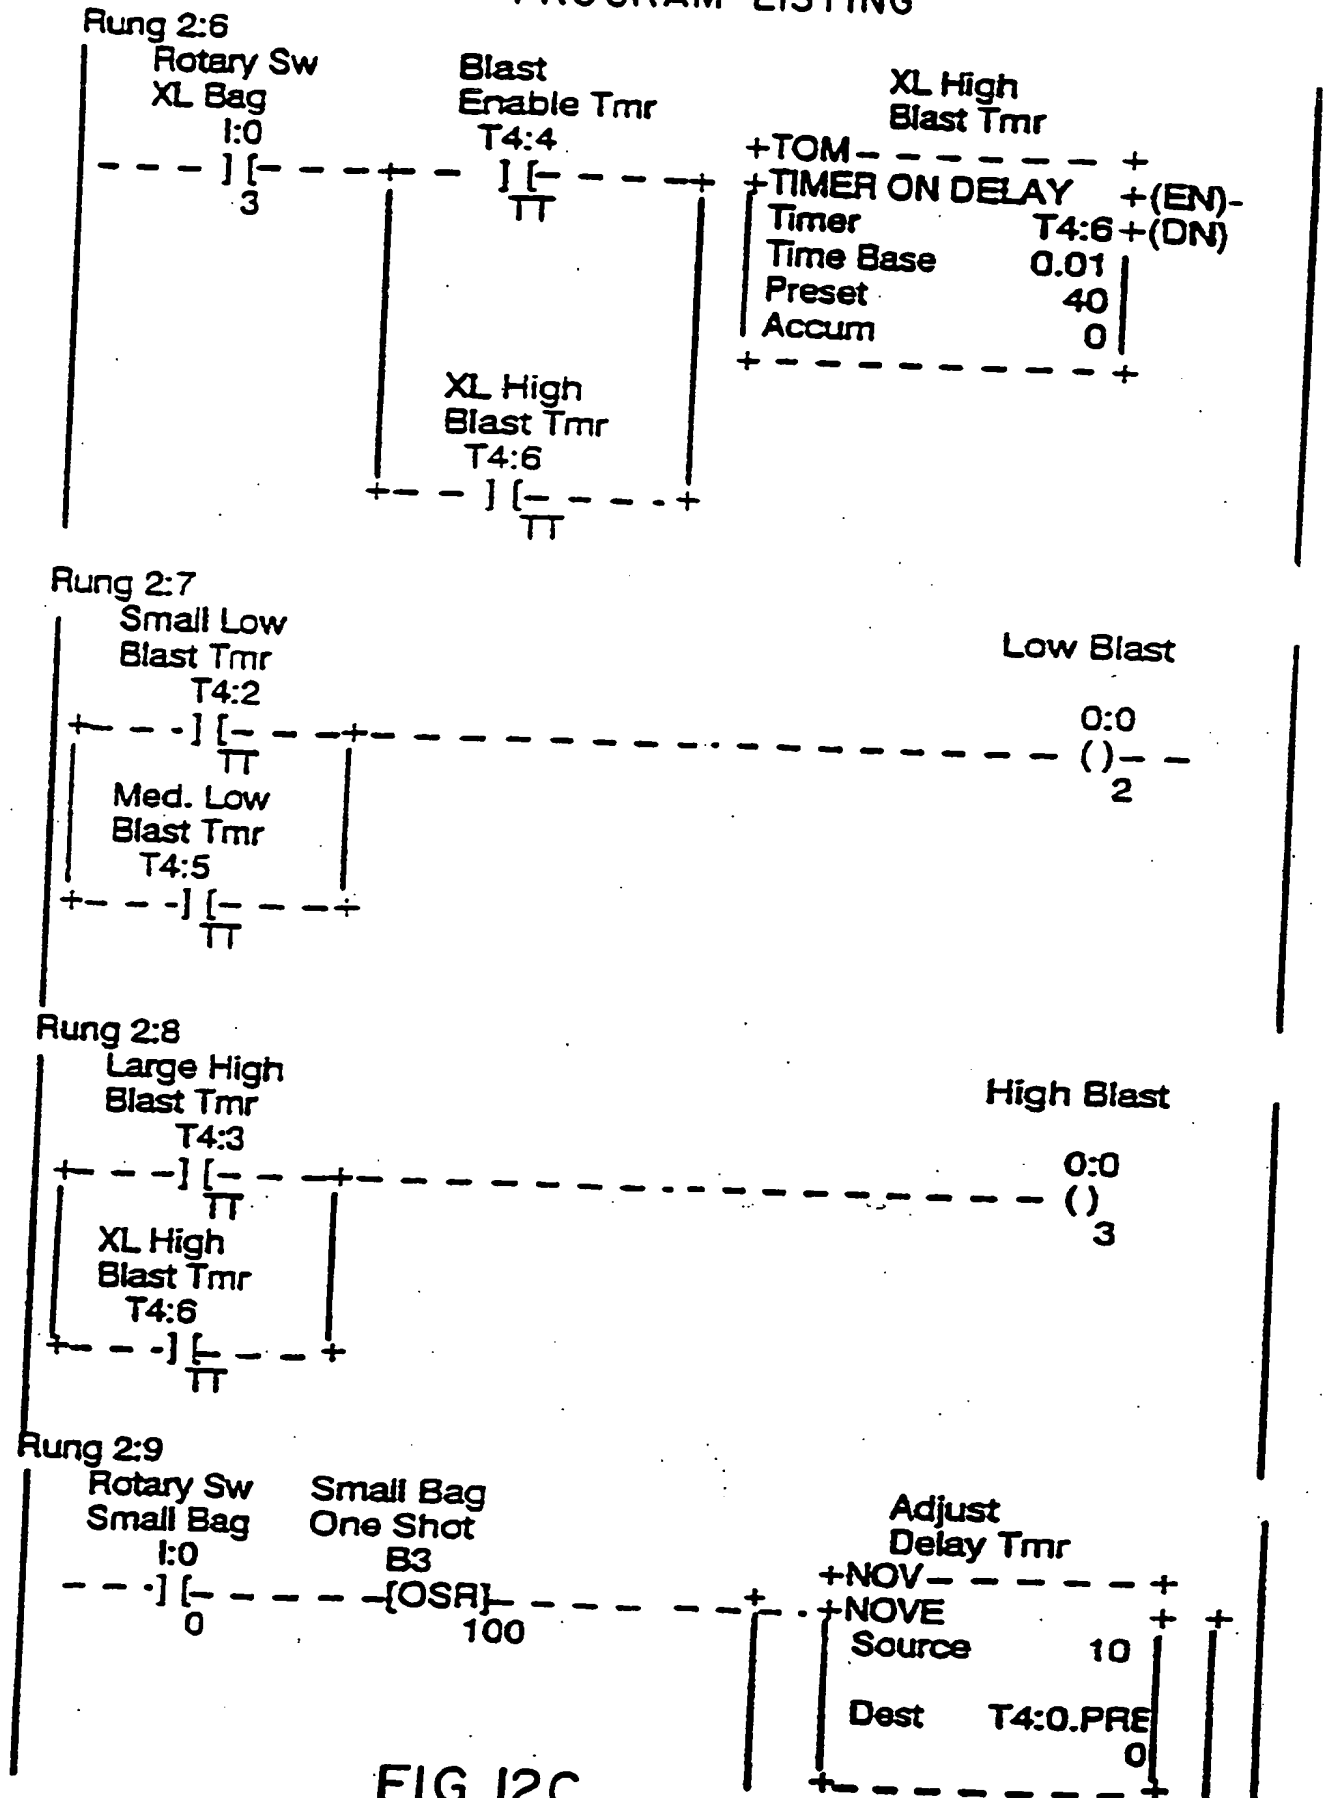 PROGRAM LISTING
Rung 2:6
Rotary Sw
XL Bag
I:0
] [
3
Blast
Enable Tmr
T4:4
] [
TT
XL High
Blast Tmr
+TOM- - - - - - +
+TIMER ON DELAY +(EN)-
Timer T4:6+(DN)
Time Base 0.01
Preset 40
Accum 0
XL High
Blast Tmr
T4:6
] [
TT
Rung 2:7
Small Low
Blast Tmr
T4:2
] [
TT
Low Blast
0:0
( )
2
Med. Low
Blast Tmr
T4:5
] [
TT
Rung 2:8
Large High
Blast Tmr
T4:3
] [
TT
High Blast
0:0
( )
3
XL High
Blast Tmr
T4:6
] [
TT
Rung 2:9
Rotary Sw
Small Bag
I:0
] [
0
Small Bag
One Shot
B3
[OSR]
100
Adjust
Delay Tmr
+NOV- - - - - - +
+NOVE +
Source 10
Dest T4:0.PRE
0
FIG. 12C